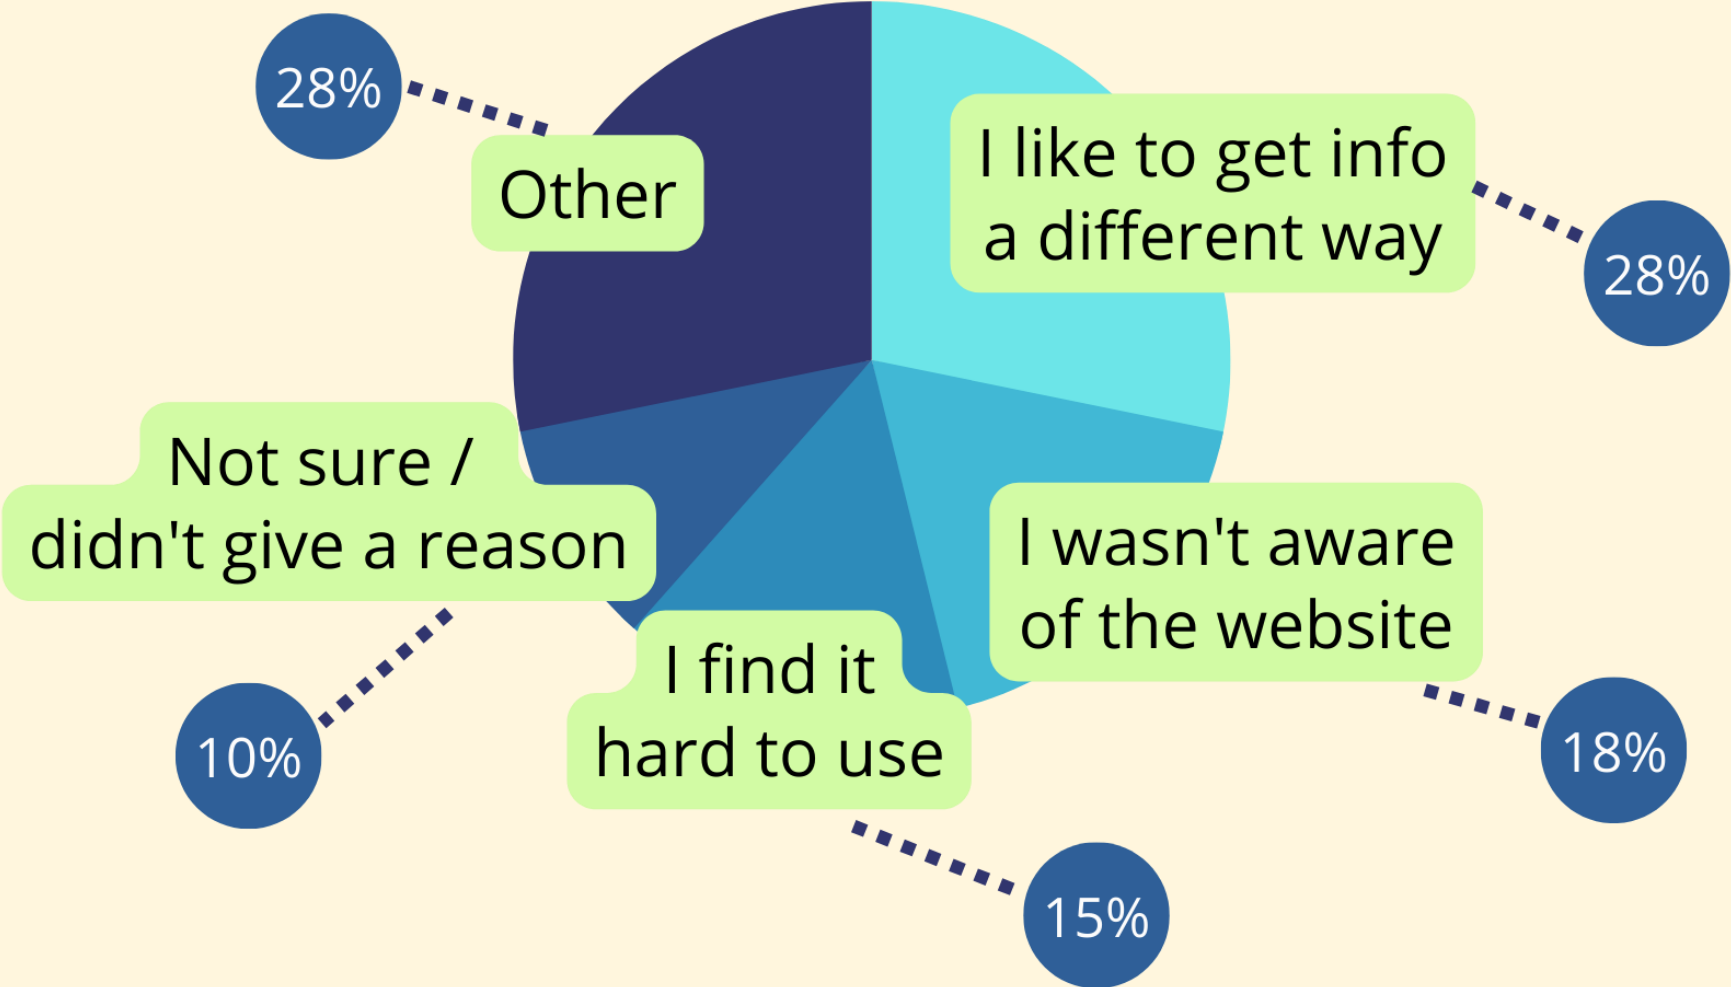 28%
Other
I like to get info
a different way
28%
Not sure /
didn't give a reason
10%
I find it
hard to use
15%
I wasn't aware
of the website
18%